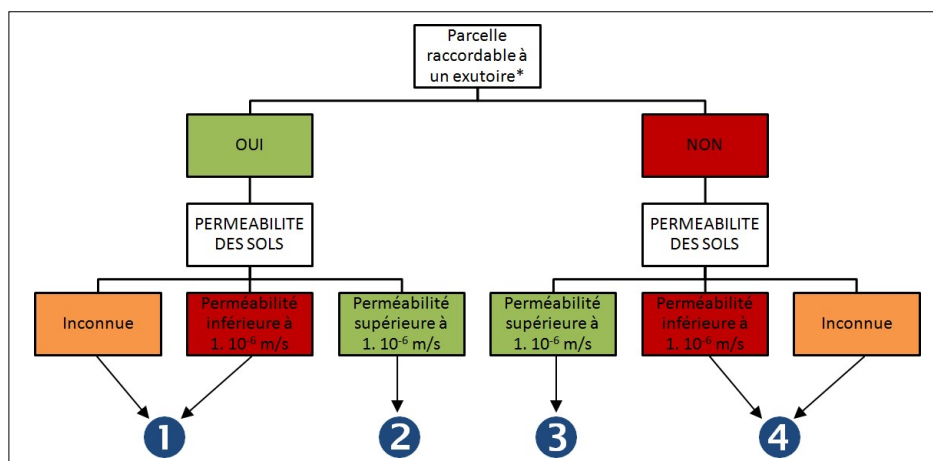 Parcelle
raccordable à
un exutoire*
OUI
NON
PERMEABILITE
DES SOLS
PERMEABILITE
DES SOLS
Inconnue
Perméabilité
inférieure à
1. 10⁻⁶ m/s
Perméabilité
supérieure à
1. 10⁻⁶ m/s
Perméabilité
supérieure à
1. 10⁻⁶ m/s
Perméabilité
inférieure à
1. 10⁻⁶ m/s
Inconnue
1
2
3
4